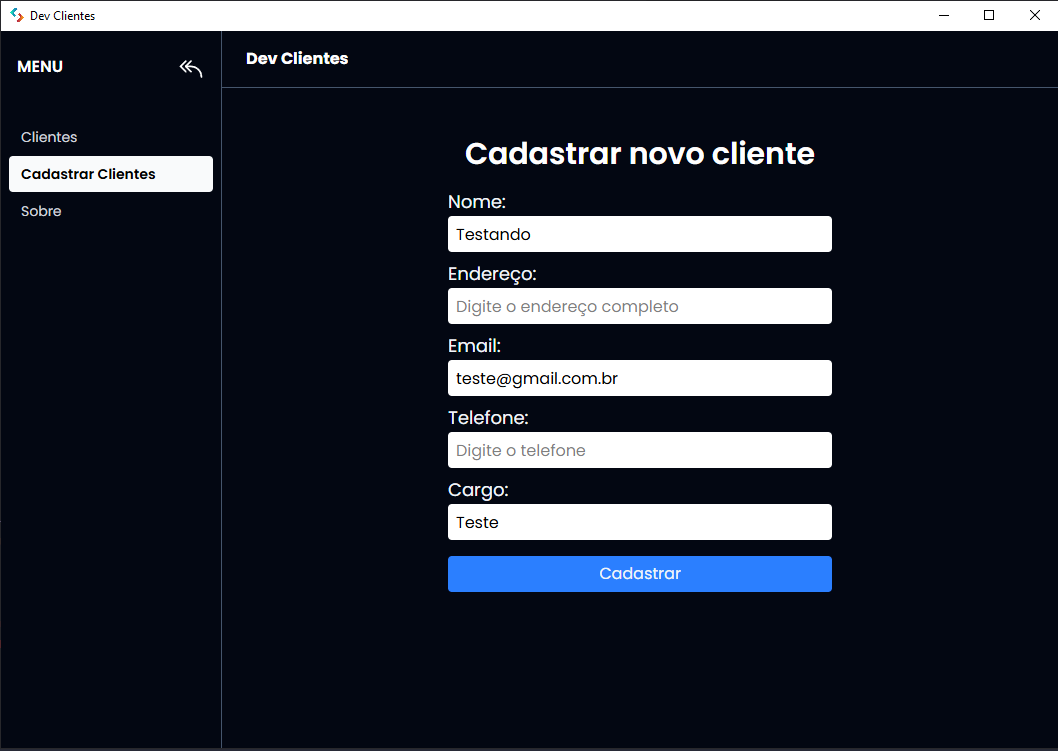 Dev Clientes
MENU
Clientes
Cadastrar Clientes
Sobre
Dev Clientes
Cadastrar novo cliente
Nome:
Testando
Endereço:
Digite o endereço completo
Email:
teste@gmail.com.br
Telefone:
Digite o telefone
Cargo:
Teste
Cadastrar